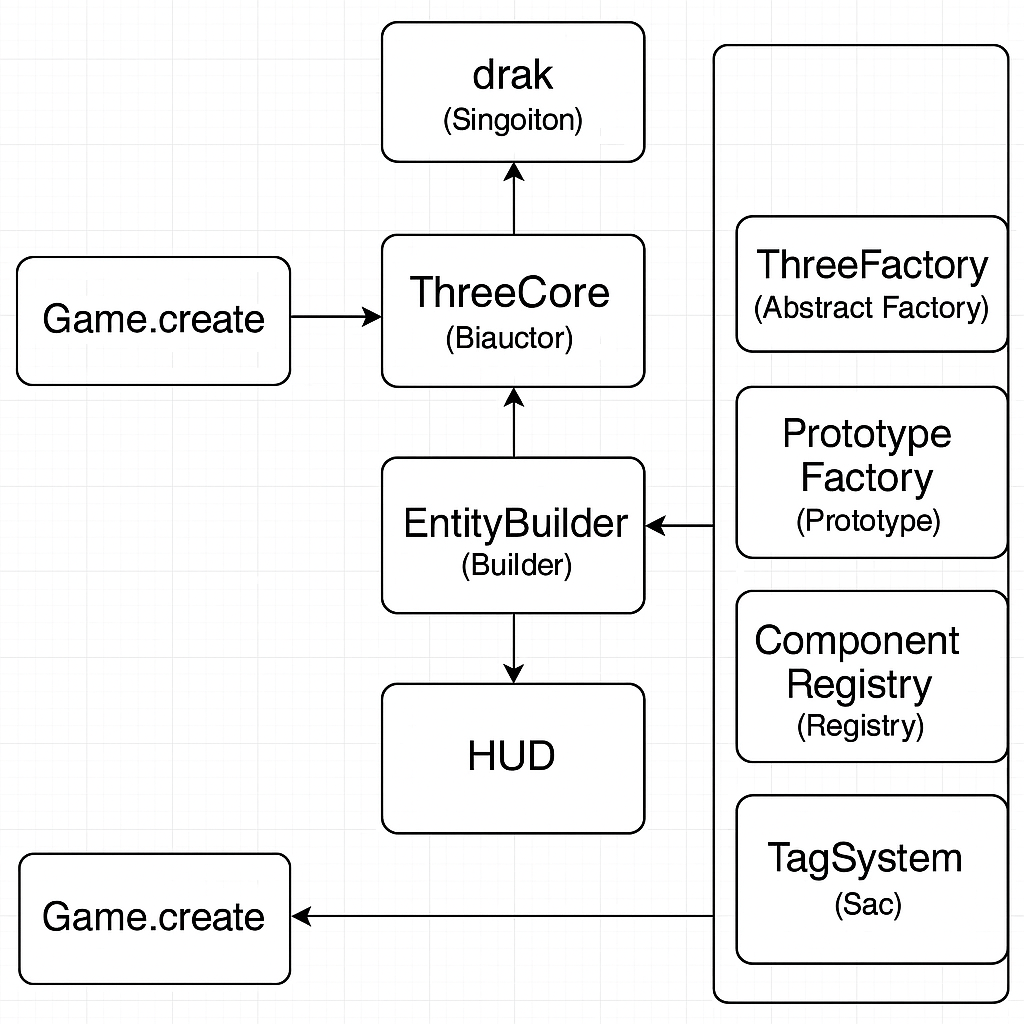 drak
(Singoiton)
Game.create
ThreeCore
(Biauctor)
EntityBuilder
(Builder)
HUD
Game.create
ThreeFactory
(Abstract Factory)
Prototype
Factory
(Prototype)
Component
Registry
(Registry)
TagSystem
(Sac)